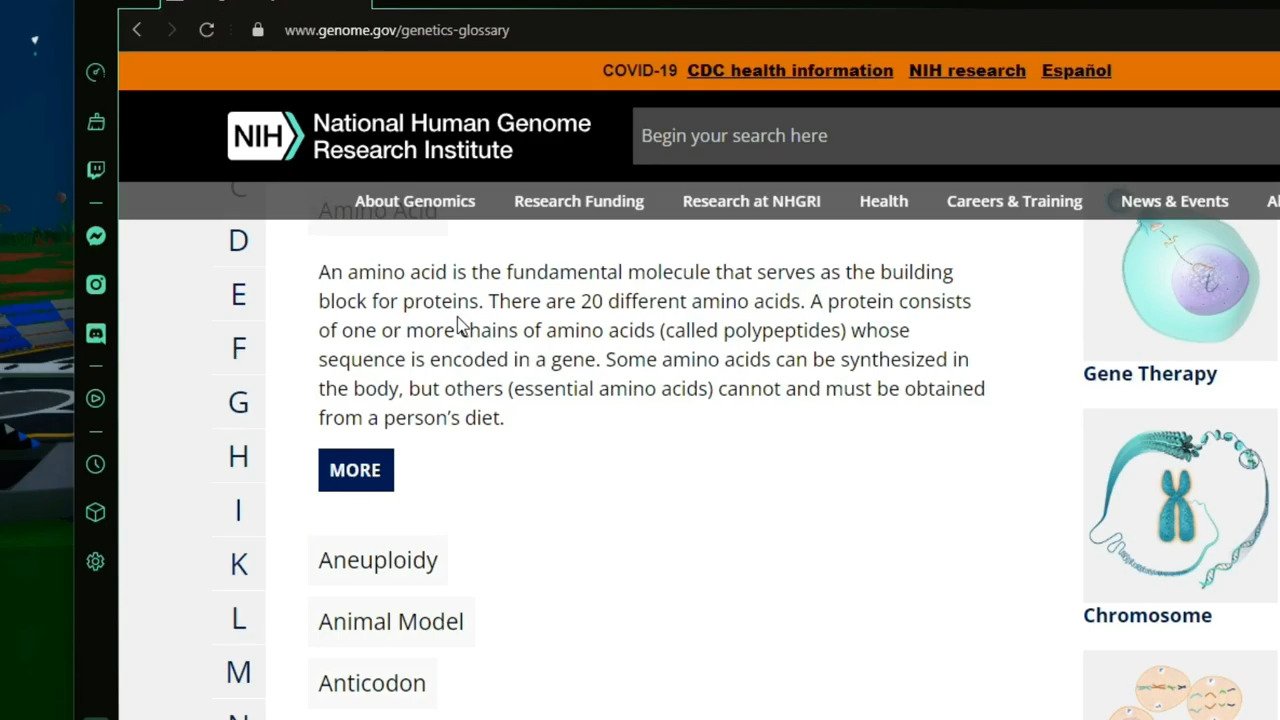 www.genome.gov/genetics-glossary
COVID-19 CDC health information NIH research Español
NIH National Human Genome
Research Institute
Begin your search here
About Genomics Research Funding Research at NHGRI Health Careers & Training News & Events
C
Amino Acid
D
E
F
G
H
I
K
L
M
An amino acid is the fundamental molecule that serves as the building
block for proteins. There are 20 different amino acids. A protein consists
of one or more chains of amino acids (called polypeptides) whose
sequence is encoded in a gene. Some amino acids can be synthesized in
the body, but others (essential amino acids) cannot and must be obtained
from a person’s diet.
MORE
Aneuploidy
Animal Model
Anticodon
Gene Therapy
Chromosome